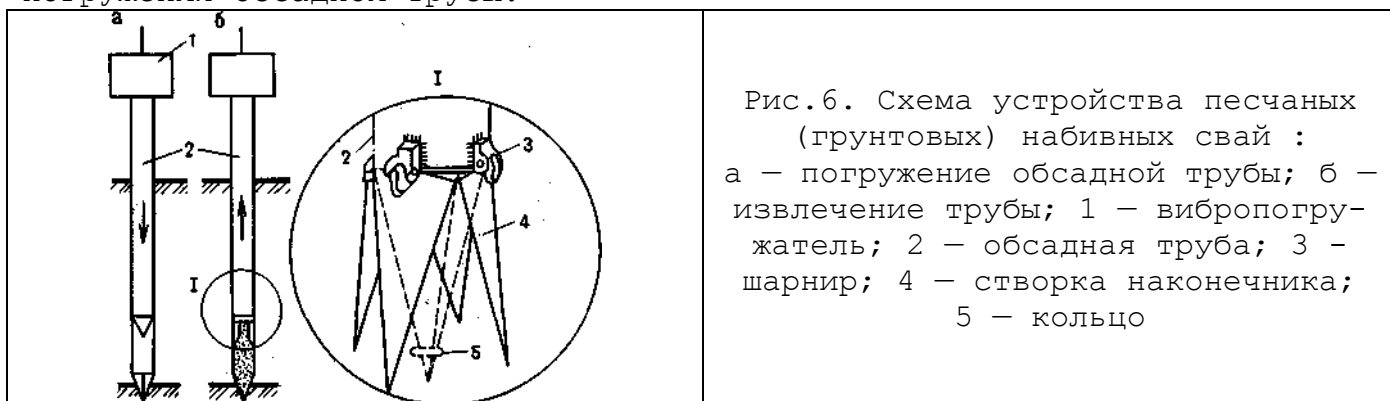 погружения обсадной трубы.
а
б
1
I
2
3
2
4
I
5
Рис.6. Схема устройства песчаных
(грунтовых) набивных свай :
а — погружение обсадной трубы; б —
извлечение трубы; 1 — вибропогру-
жатель; 2 — обсадная труба; 3 -
шарнир; 4 — створка наконечника;
5 — кольцо